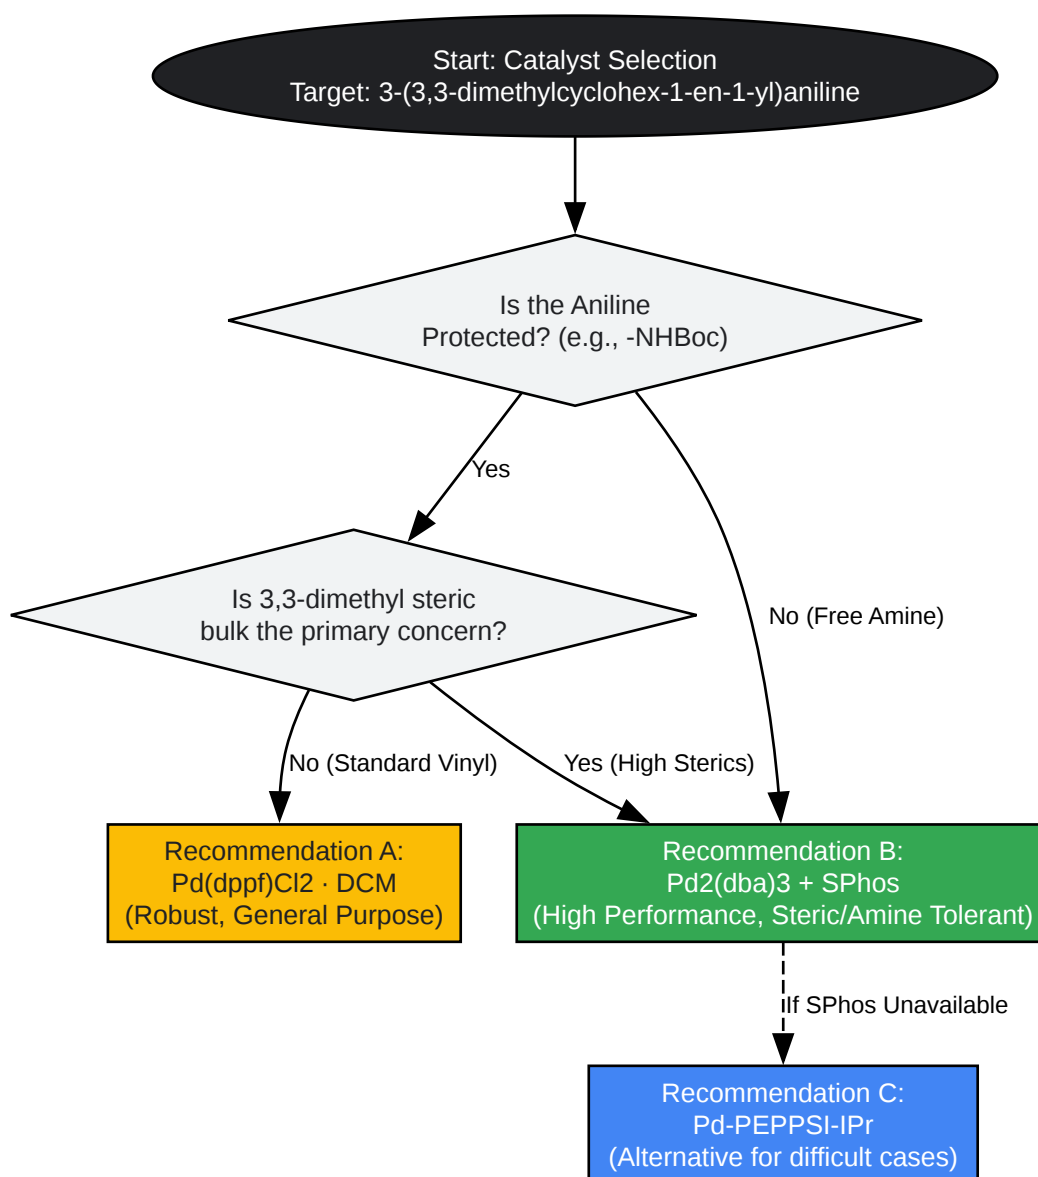 Start: Catalyst Selection
Target: 3-(3,3-dimethylcyclohex-1-en-1-yl)aniline
Is the Aniline
Protected? (e.g., -NHBoc)
Yes
Is 3,3-dimethyl steric
bulk the primary concern?
No (Free Amine)
No (Standard Vinyl)
Yes (High Sterics)
Recommendation A:
Pd(dppf)Cl2 · DCM
(Robust, General Purpose)
Recommendation B:
Pd2(dba)3 + SPhos
(High Performance, Steric/Amine Tolerant)
If SPhos Unavailable
Recommendation C:
Pd-PEPPSI-IPr
(Alternative for difficult cases)